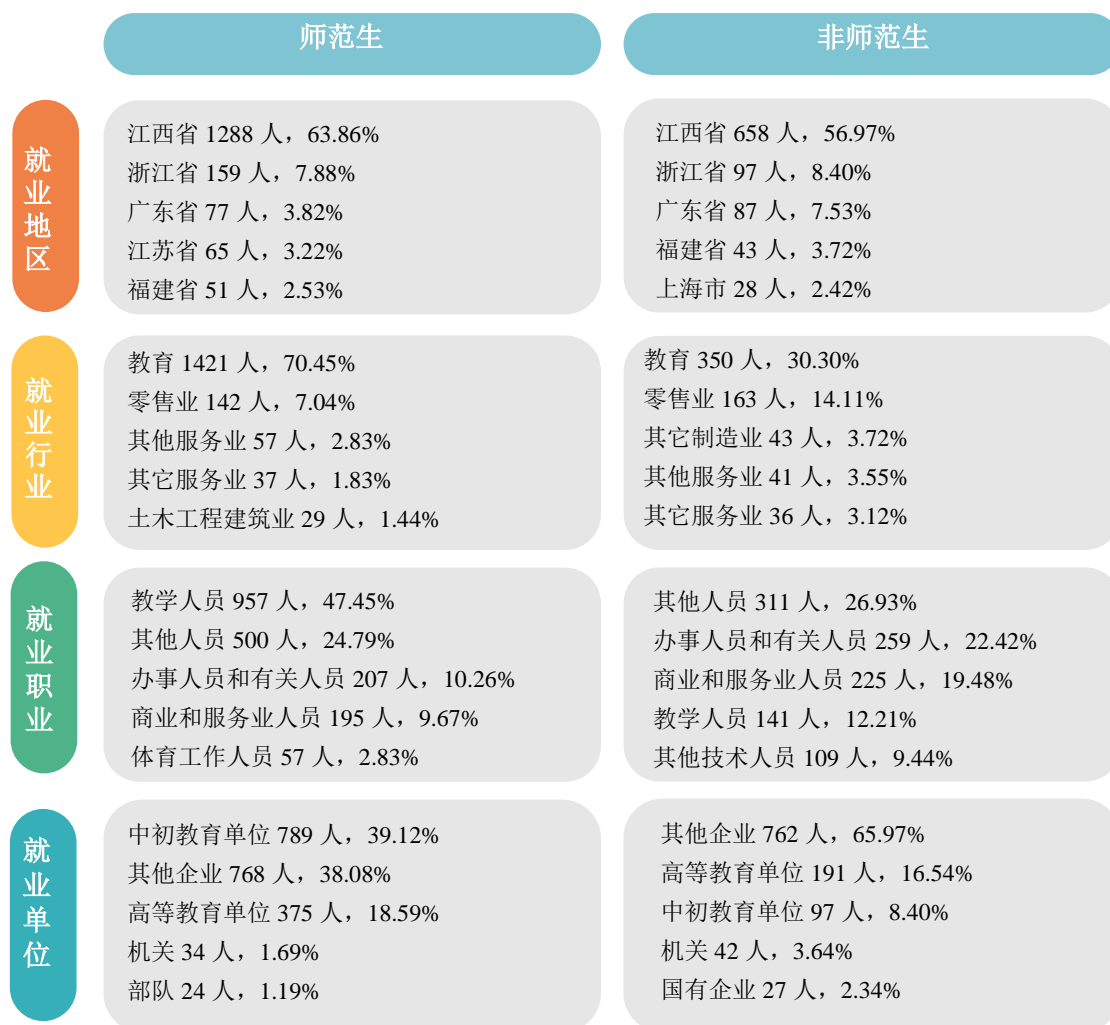 师范生
非师范生
就业地区
江西省 1288 人，63.86%
浙江省 159 人，7.88%
广东省 77 人，3.82%
江苏省 65 人，3.22%
福建省 51 人，2.53%
江西省 658 人，56.97%
浙江省 97 人，8.40%
广东省 87 人，7.53%
福建省 43 人，3.72%
上海市 28 人，2.42%
就业行业
教育 1421 人，70.45%
零售业 142 人，7.04%
其他服务业 57 人，2.83%
其它服务业 37 人，1.83%
土木工程建筑业 29 人，1.44%
教育 350 人，30.30%
零售业 163 人，14.11%
其它制造业 43 人，3.72%
其他服务业 41 人，3.55%
其它服务业 36 人，3.12%
就业职业
教学人员 957 人，47.45%
其他人员 500 人，24.79%
办事人员和有关人员 207 人，10.26%
商业和服务业人员 195 人，9.67%
体育工作人员 57 人，2.83%
其他人员 311 人，26.93%
办事人员和有关人员 259 人，22.42%
商业和服务业人员 225 人，19.48%
教学人员 141 人，12.21%
其他技术人员 109 人，9.44%
就业单位
中初教育单位 789 人，39.12%
其他企业 768 人，38.08%
高等教育单位 375 人，18.59%
机关 34 人，1.69%
部队 24 人，1.19%
其他企业 762 人，65.97%
高等教育单位 191 人，16.54%
中初教育单位 97 人，8.40%
机关 42 人，3.64%
国有企业 27 人，2.34%